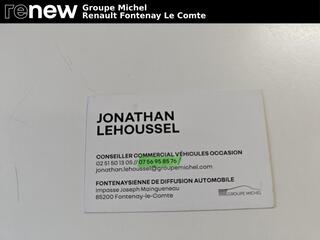 renew
Groupe Michel
Renault Fontenay Le Comte
JONATHAN
LEHOUSSEL
CONSEILLER COMMERCIAL VÉHICULES OCCASION
02 51 50 13 05 // 07 56 95 85 76 /
jonathan.lehoussel@groupemichel.com
FONTENAYSIENNE DE DIFFUSION AUTOMOBILE
Impasse Joseph Maingueneau
85200 Fontenay-le-Comte
GROUPE MICHEL